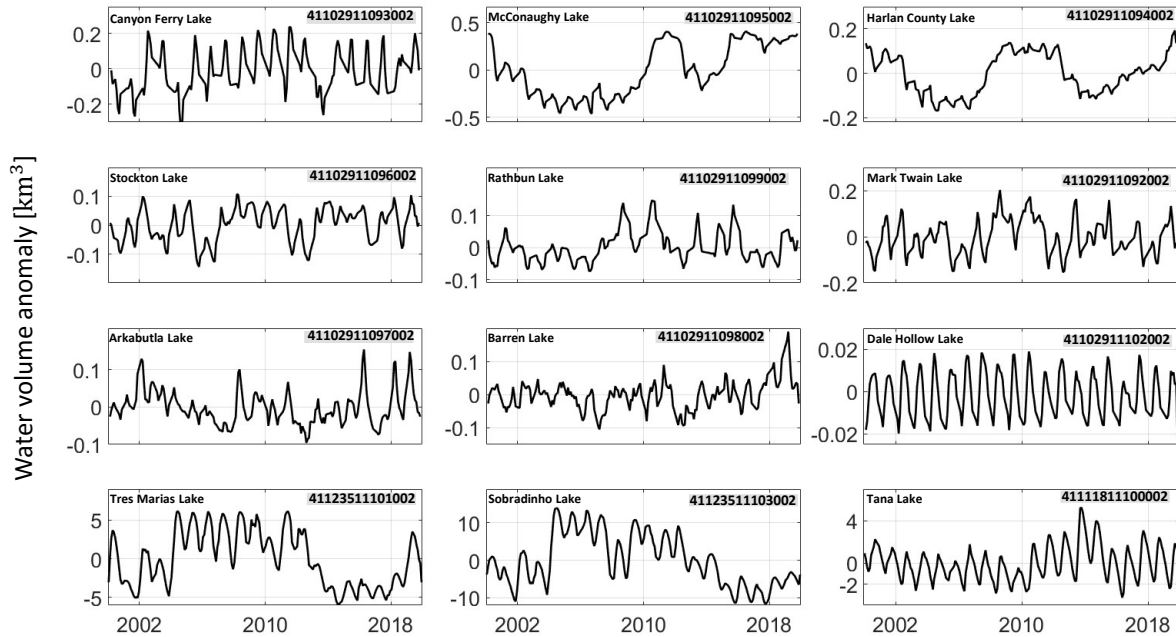 Water volume anomaly [km³]
Canyon Ferry Lake 41102911093002
0.2
0
-0.2
McConaughy Lake 41102911095002
0.5
0
-0.5
Harlan County Lake 41102911094002
0.2
0
-0.2
Stockton Lake 41102911096002
0.1
0
-0.1
Rathbun Lake 41102911099002
0.1
0
-0.1
Mark Twain Lake 41102911092002
0.2
0
-0.2
Arkabutla Lake 41102911097002
0.1
0
-0.1
Barren Lake 41102911098002
0.1
0
-0.1
Dale Hollow Lake 41102911102002
0.02
0
-0.02
Tres Marias Lake 41123511101002
5
0
-5
2002 2010 2018
Sobradinho Lake 41123511103002
10
0
-10
2002 2010 2018
Tana Lake 41111811100002
4
2
0
-2
2002 2010 2018